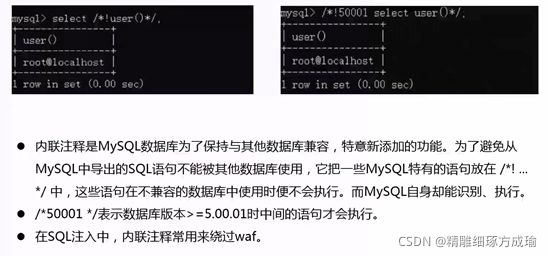 mysql> select /*!user()*/;
+----------------+
| user() |
+----------------+
| root@localhost |
+----------------+
1 row in set (0.00 sec)
mysql> /*!50001 select user()*/;
+----------------+
| user() |
+----------------+
| root@localhost |
+----------------+
1 row in set (0.00 sec)
● 内联注释是MySQL数据库为了保持与其他数据库兼容，特意新添加的功能。为了避免从
MySQL中导出的SQL语句不能被其他数据库使用，它把一些MySQL特有的语句放在 /*! ...
*/ 中，这些语句在不兼容的数据库中使用时便不会执行。而MySQL自身却能识别、执行。
● /*50001 */表示数据库版本>=5.00.01时中间的语句才会执行。
● 在SQL注入中，内联注释常用来绕过waf。
CSDN @精雕细琢方成瑜